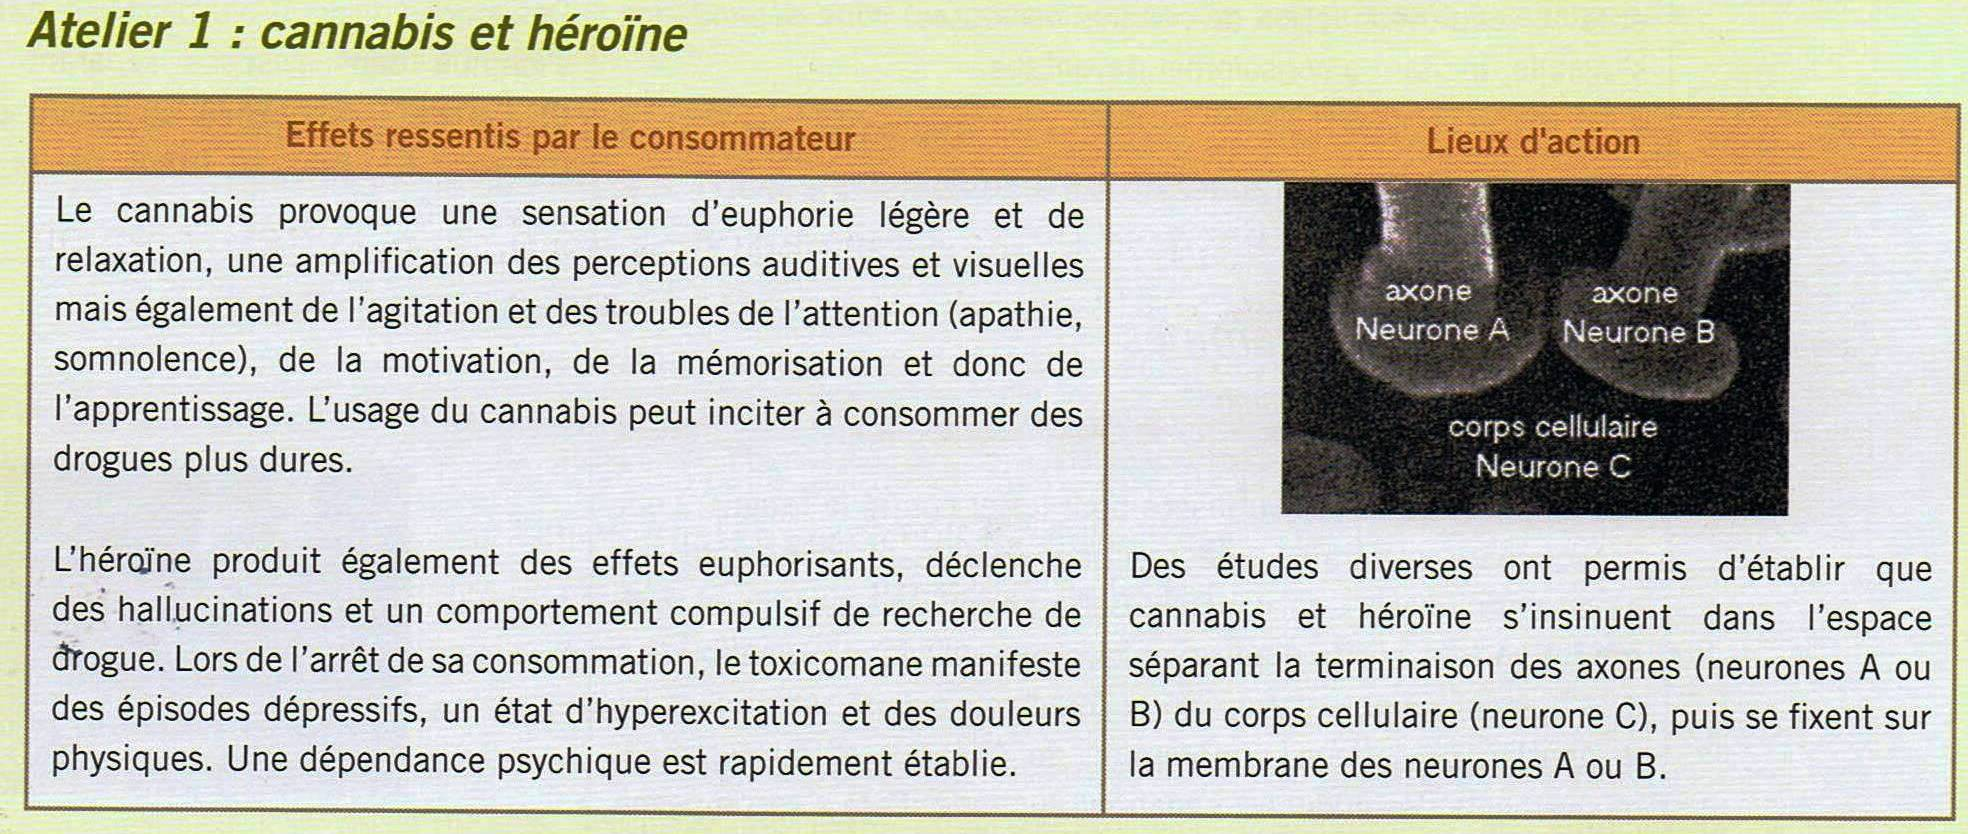 Atelier 1 : cannabis et héroïne
Effets ressentis par le consommateur
Le cannabis provoque une sensation d'euphorie légère et de
relaxation, une amplification des perceptions auditives et visuelles
mais également de l'agitation et des troubles de l'attention (apathie,
somnolence), de la motivation, de la mémorisation et donc de
l'apprentissage. L'usage du cannabis peut inciter à consommer des
drogues plus dures.
L'héroïne produit également des effets euphorisants, déclenche
des hallucinations et un comportement compulsif de recherche de
drogue. Lors de l'arrêt de sa consommation, le toxicomane manifeste
des épisodes dépressifs, un état d'hyperexcitation et des douleurs
physiques. Une dépendance psychique est rapidement établie.
Lieux d'action
axone
Neurone A
axone
Neurone B
corps cellulaire
Neurone C
Des études diverses ont permis d'établir que
cannabis et héroïne s'insinuent dans l'espace
séparant la terminaison des axones (neurones A ou
B) du corps cellulaire (neurone C), puis se fixent sur
la membrane des neurones A ou B.